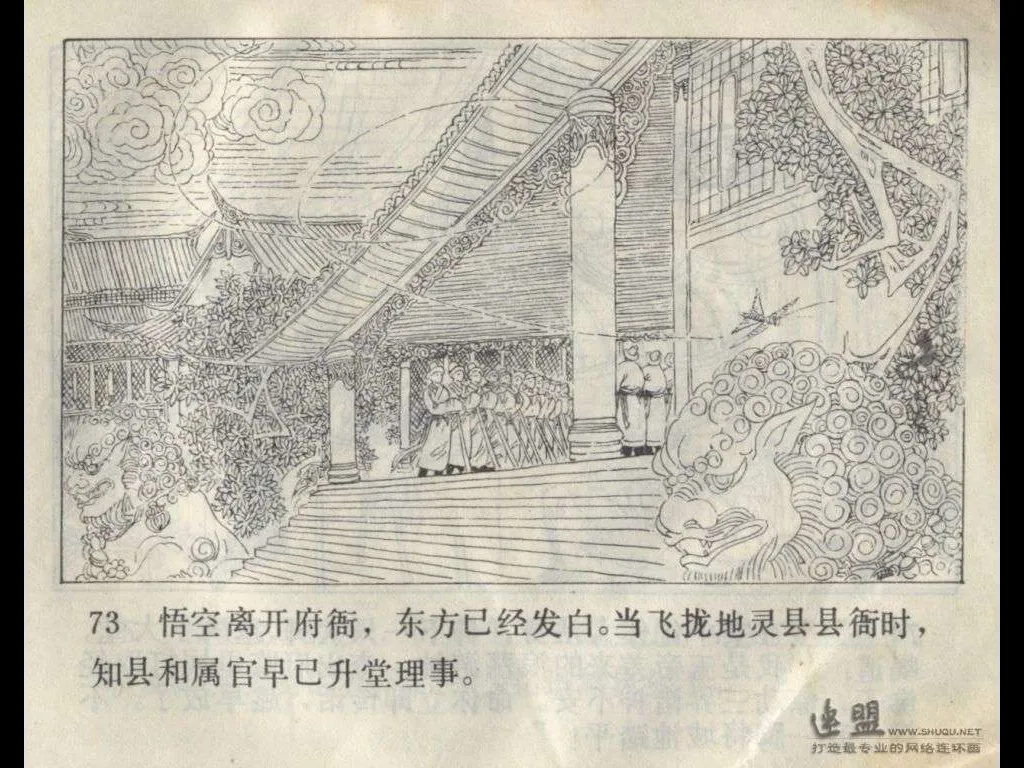 73 悟空离开府衙，东方已经发白。当飞拢地灵县县衙时，
知县和属官早已升堂理事。
连盟
WWW.SHUQU.NET
打造最专业的网络连环画